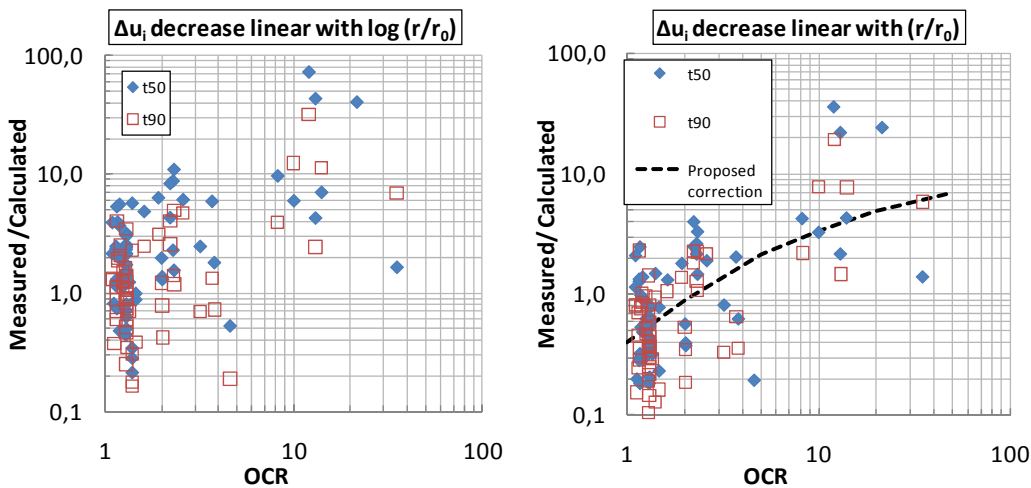 Δuᵢ decrease linear with log (r/r₀)
100,0
10,0
1,0
0,1
Measured /Calculated
t50
t90
1
10
100
OCR
Δuᵢ decrease linear with (r/r₀)
100,0
10,0
1,0
0,1
Measured/ Calculated
t50
t90
Proposed
correction
1
10
100
OCR